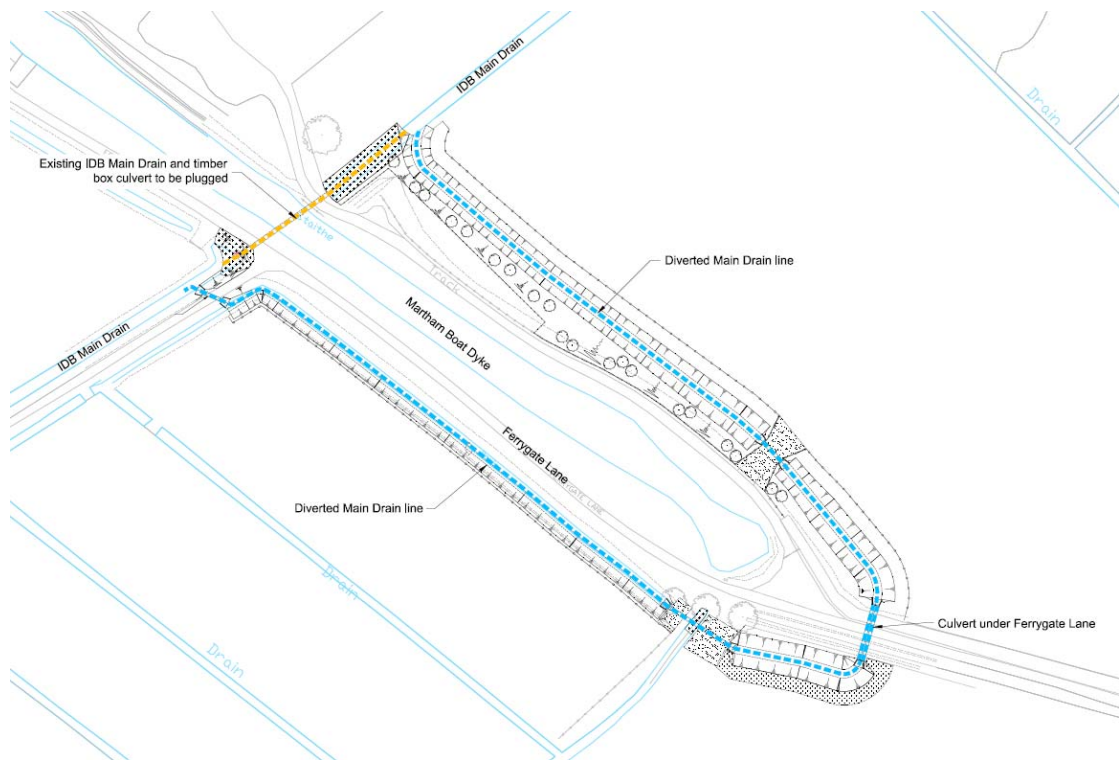 IDB Main Drain
Drain
Existing IDB Main Drain and timber
box culvert to be plugged
Staithe
Diverted Main Drain line
Track
Martham Boat Dyke
IDB Main Drain
Ferrygate Lane
Diverted Main Drain line
Drain
Culvert under Ferrygate Lane
Drain